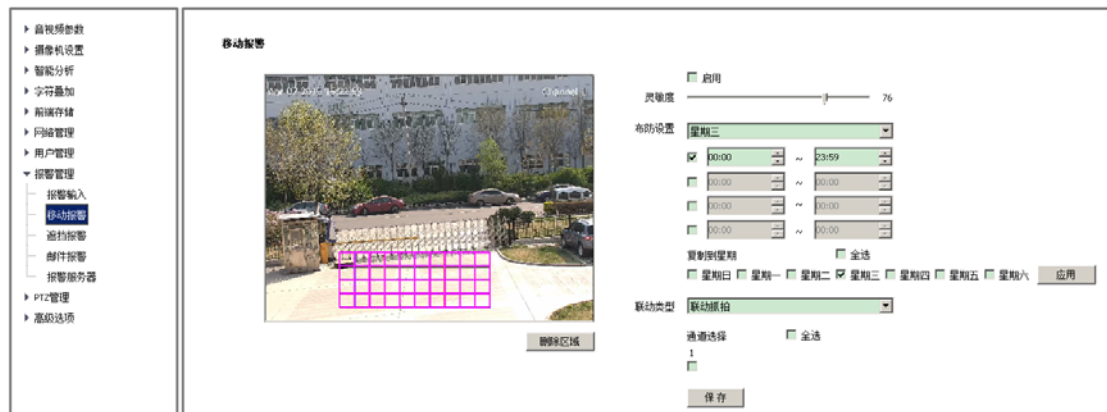 音视频参数
摄像机设置
智能分析
字符叠加
前端存储
网络管理
用户管理
报警管理
报警输入
移动报警
遮挡报警
邮件报警
报警服务器
PTZ管理
高级选项
移动报警
Channel 1
删除区域
启用
灵敏度 76
布防设置 星期三
00:00 ~ 23:59
00:00 ~ 00:00
00:00 ~ 00:00
00:00 ~ 00:00
复制到星期 全选
星期日 星期一 星期二 星期三 星期四 星期五 星期六 应用
联动类型 联动抓拍
通道选择 全选
1
保存